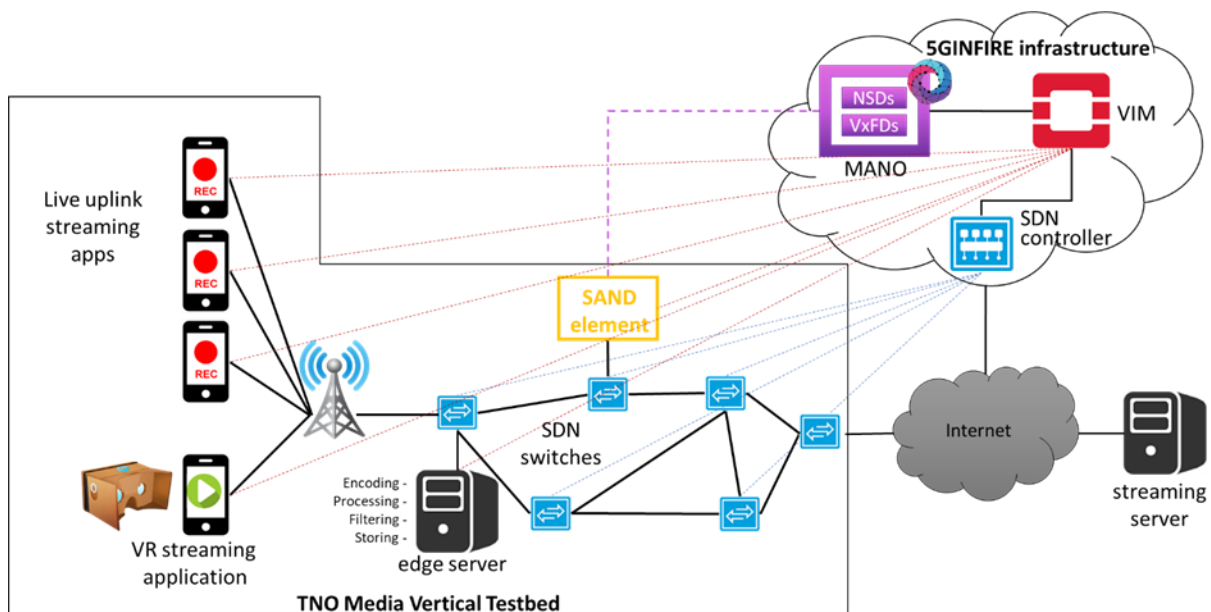 5GINFIRE infrastructure
NSDs
VxFDs
MANO
VIM
SDN
controller
Live uplink
streaming
apps
REC
REC
REC
SAND
element
SDN
switches
Internet
streaming
server
Encoding -
Processing -
Filtering -
Storing -
edge server
VR streaming
application
TNO Media Vertical Testbed